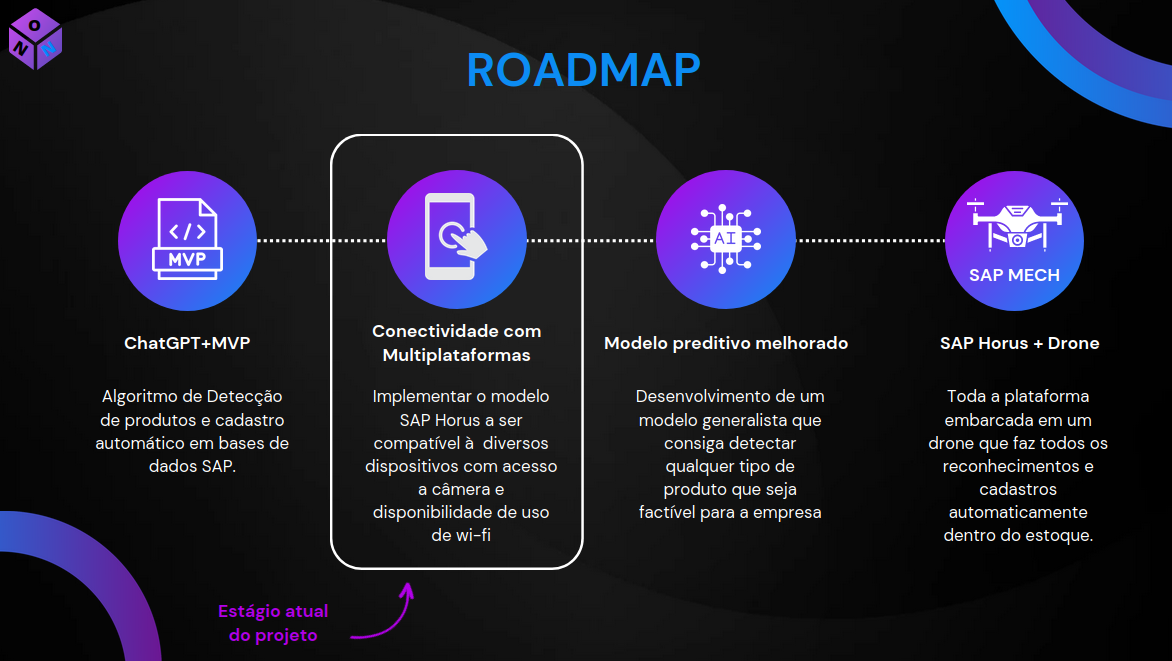 O
N N
ROADMAP
</>
MVP
AI
SAP MECH
ChatGPT+MVP
Conectividade com
Multiplataformas
Modelo preditivo melhorado
SAP Horus + Drone
Algoritmo de Detecção
de produtos e cadastro
automático em bases de
dados SAP.
Implementar o modelo
SAP Horus a ser
compatível à diversos
dispositivos com acesso
a câmera e
disponibilidade de uso
de wi-fi
Desenvolvimento de um
modelo generalista que
consiga detectar
qualquer tipo de
produto que seja
factível para a empresa
Toda a plataforma
embarcada em um
drone que faz todos os
reconhecimentos e
cadastros
automaticamente
dentro do estoque.
Estágio atual
do projeto